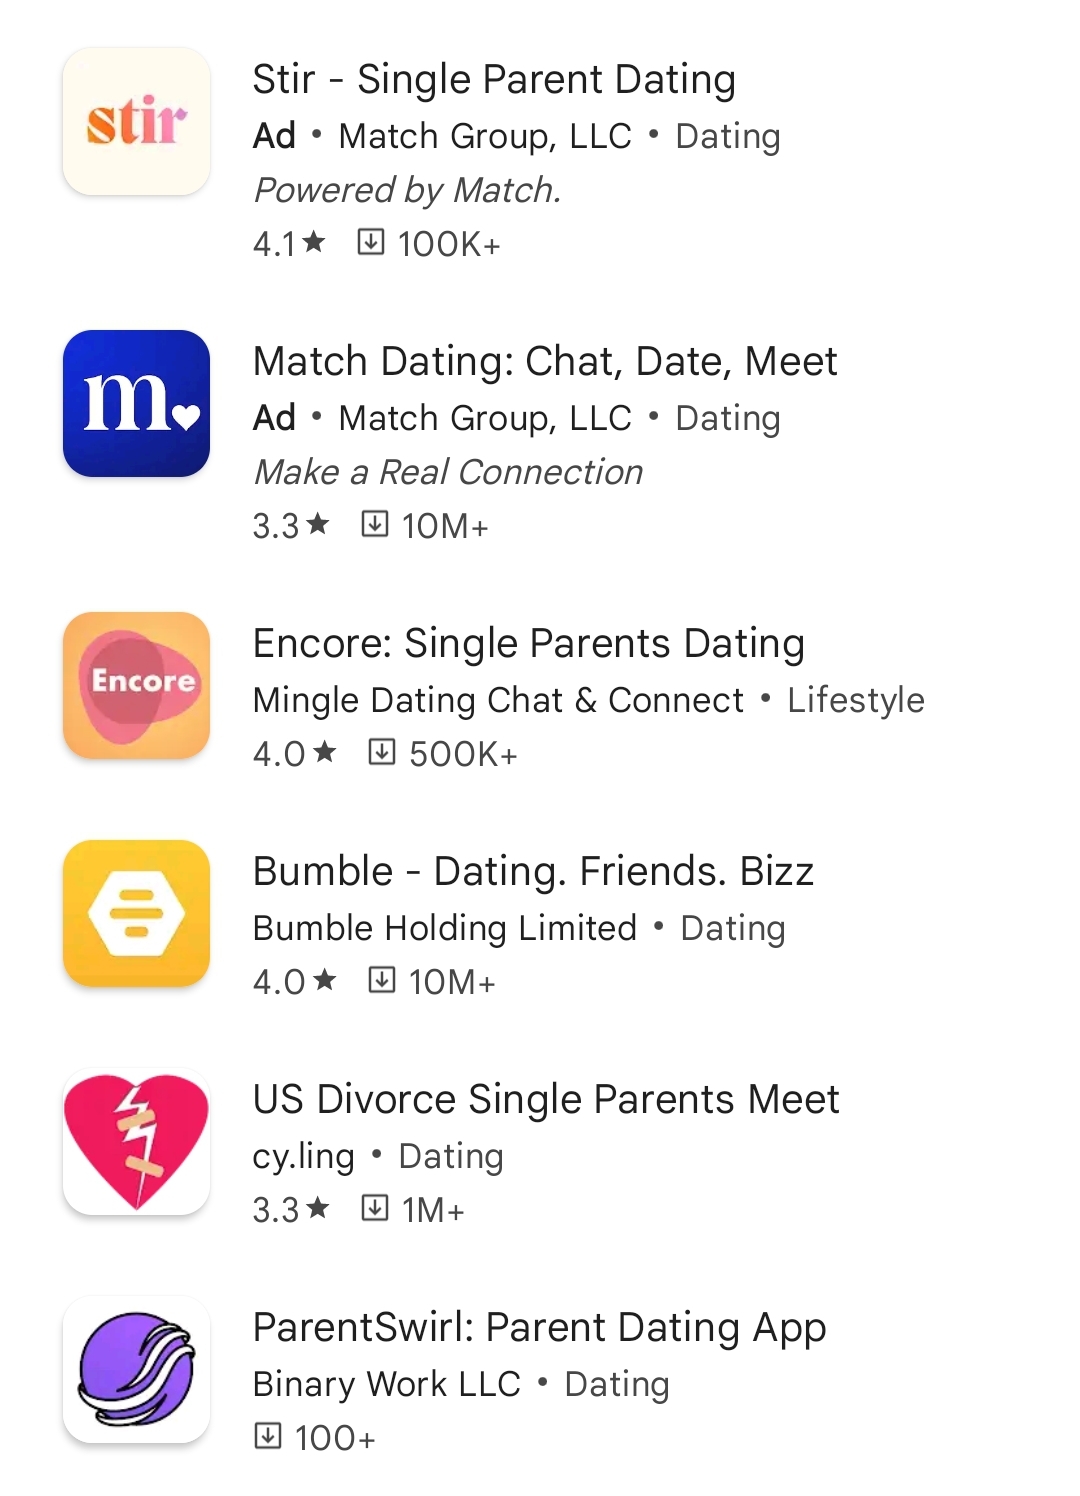 stir
Stir - Single Parent Dating
Ad • Match Group, LLC • Dating
Powered by Match.
4.1★ 100K+
m
Match Dating: Chat, Date, Meet
Ad • Match Group, LLC • Dating
Make a Real Connection
3.3★ 10M+
Encore
Encore: Single Parents Dating
Mingle Dating Chat & Connect • Lifestyle
4.0★ 500K+
Bumble - Dating. Friends. Bizz
Bumble Holding Limited • Dating
4.0★ 10M+
US Divorce Single Parents Meet
cy.ling • Dating
3.3★ 1M+
ParentSwirl: Parent Dating App
Binary Work LLC • Dating
100+